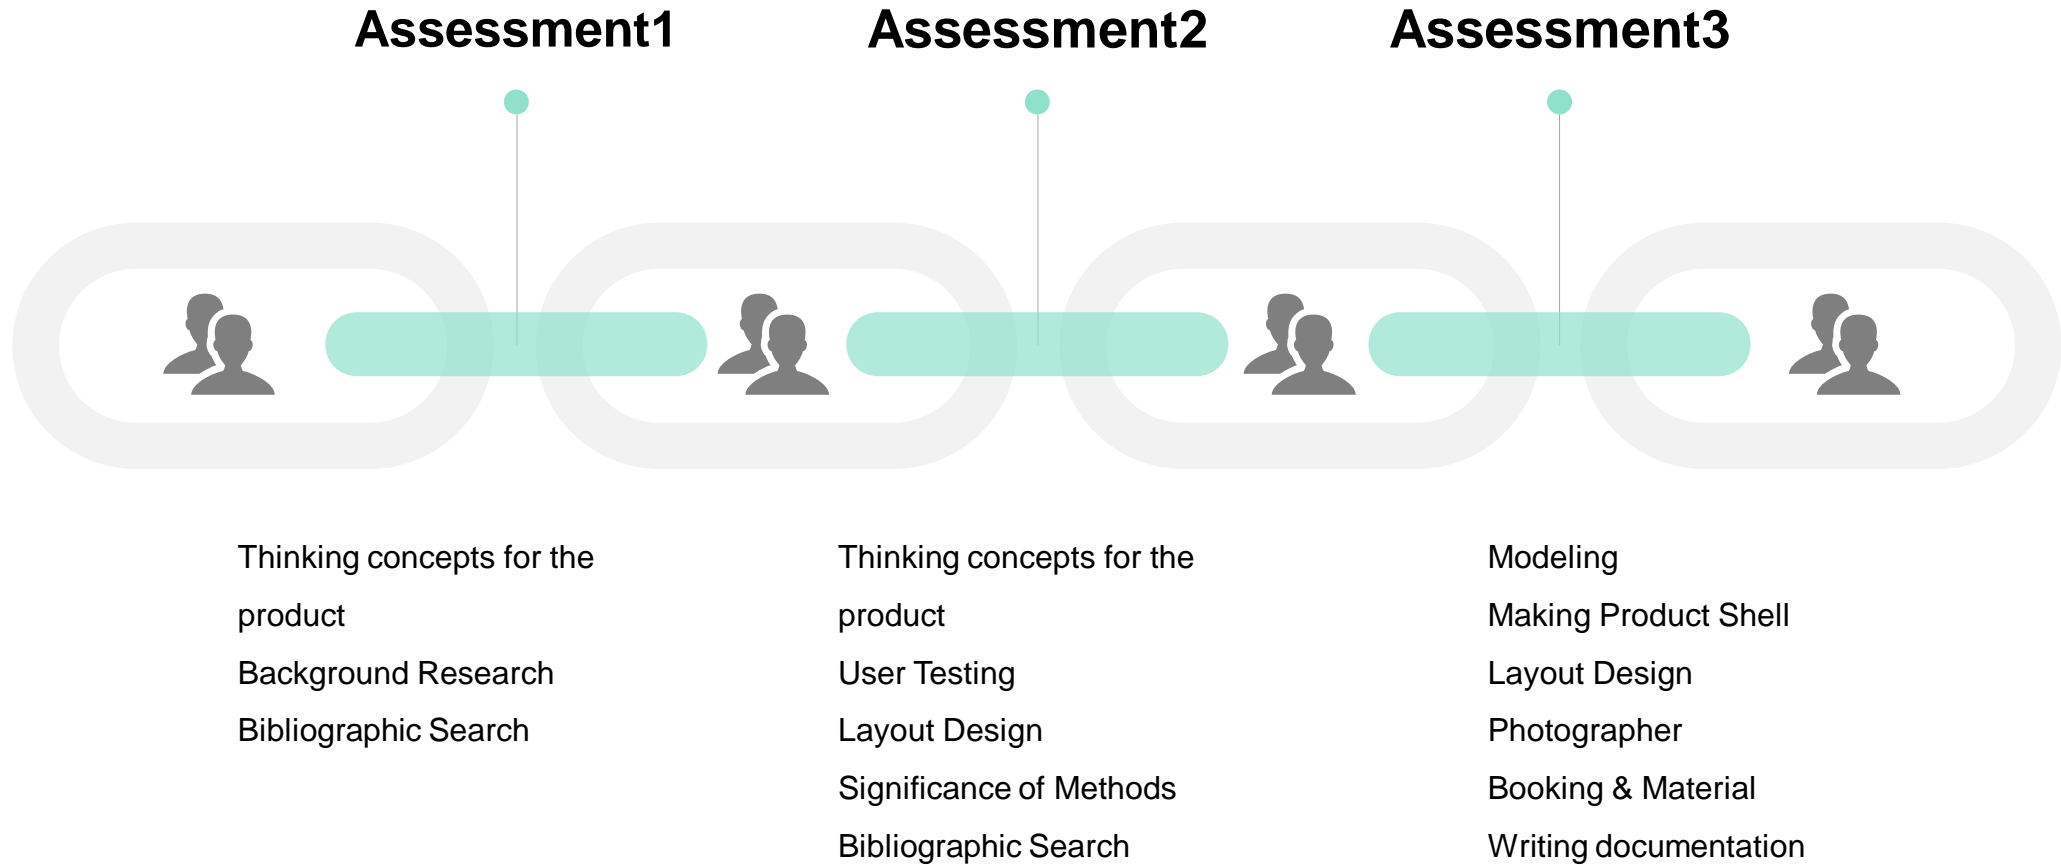 Assessment1
Assessment2
Assessment3
Thinking concepts for the
product
Background Research
Bibliographic Search
Thinking concepts for the
product
User Testing
Layout Design
Significance of Methods
Bibliographic Search
Modeling
Making Product Shell
Layout Design
Photographer
Booking & Material
Writing documentation